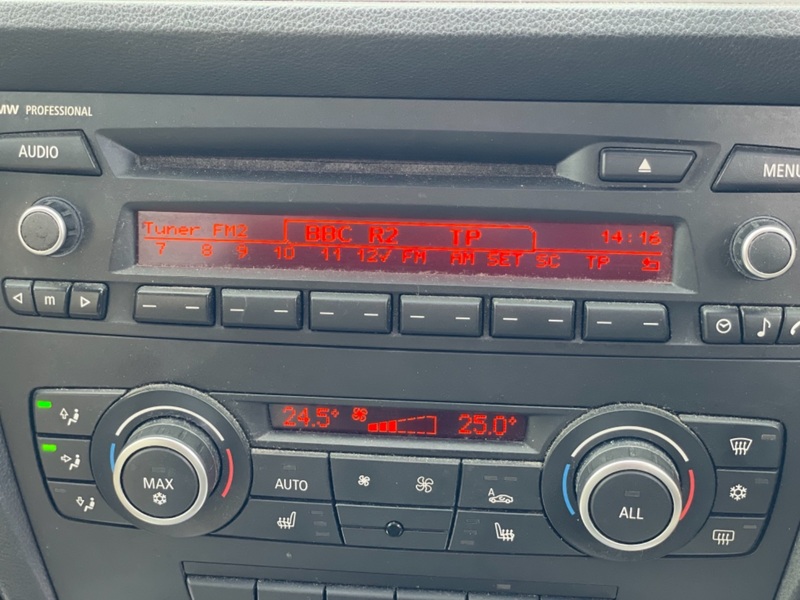 MW PROFESSIONAL
AUDIO
MENU
Tuner FM2 BBC R2 TP 14:16
7 8 9 10 11 12✓ FM AM SET SC TP
m
24.5° 25.0°
MAX
AUTO
A
ALL